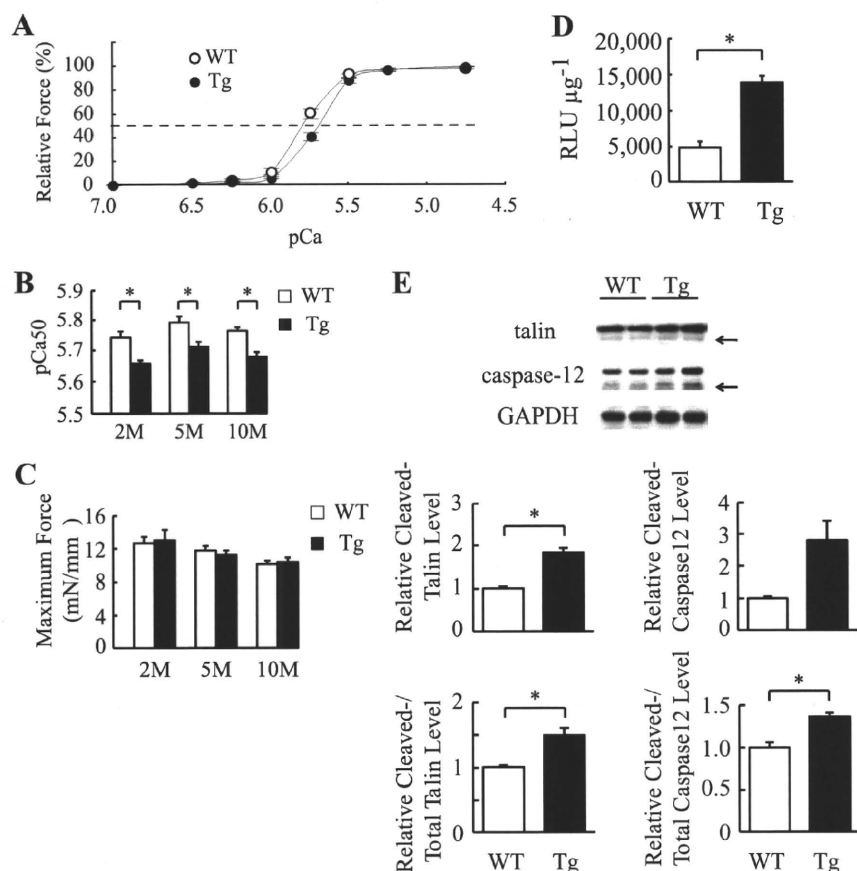 A
Relative Force (%)
100
80
60
40
20
0
WT
Tg
7.0 6.5 6.0 5.5 5.0 4.5
pCa
D
RLU μg-1
20,000
15,000
10,000
5,000
0
*
WT Tg
B
pCa50
5.9
5.8
5.7
5.6
5.5
* * *
WT
Tg
2M 5M 10M
E
WT Tg
talin
caspase-12
GAPDH
C
Maximum Force
(mN/mm)
16
12
8
4
0
WT
Tg
2M 5M 10M
Relative Cleaved-
Talin Level
3
2
1
0
*
Relative Cleaved-
Caspase12 Level
4
3
2
1
0
Relative Cleaved-/
Total Talin Level
2
1
0
*
WT Tg
Relative Cleaved-/
Total Caspase12 Level
1.5
1.0
0.5
0
*
WT Tg